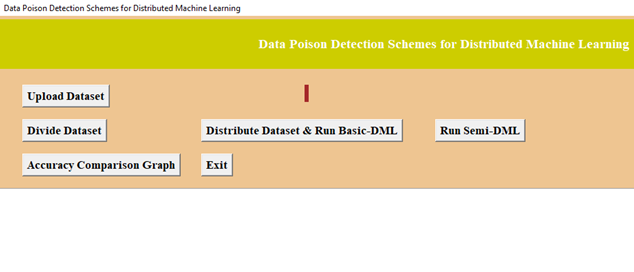 Data Poison Detection Schemes for Distributed Machine Learning
Data Poison Detection Schemes for Distributed Machine Learning
Upload Dataset
Divide Dataset
Distribute Dataset & Run Basic-DML
Run Semi-DML
Accuracy Comparison Graph
Exit